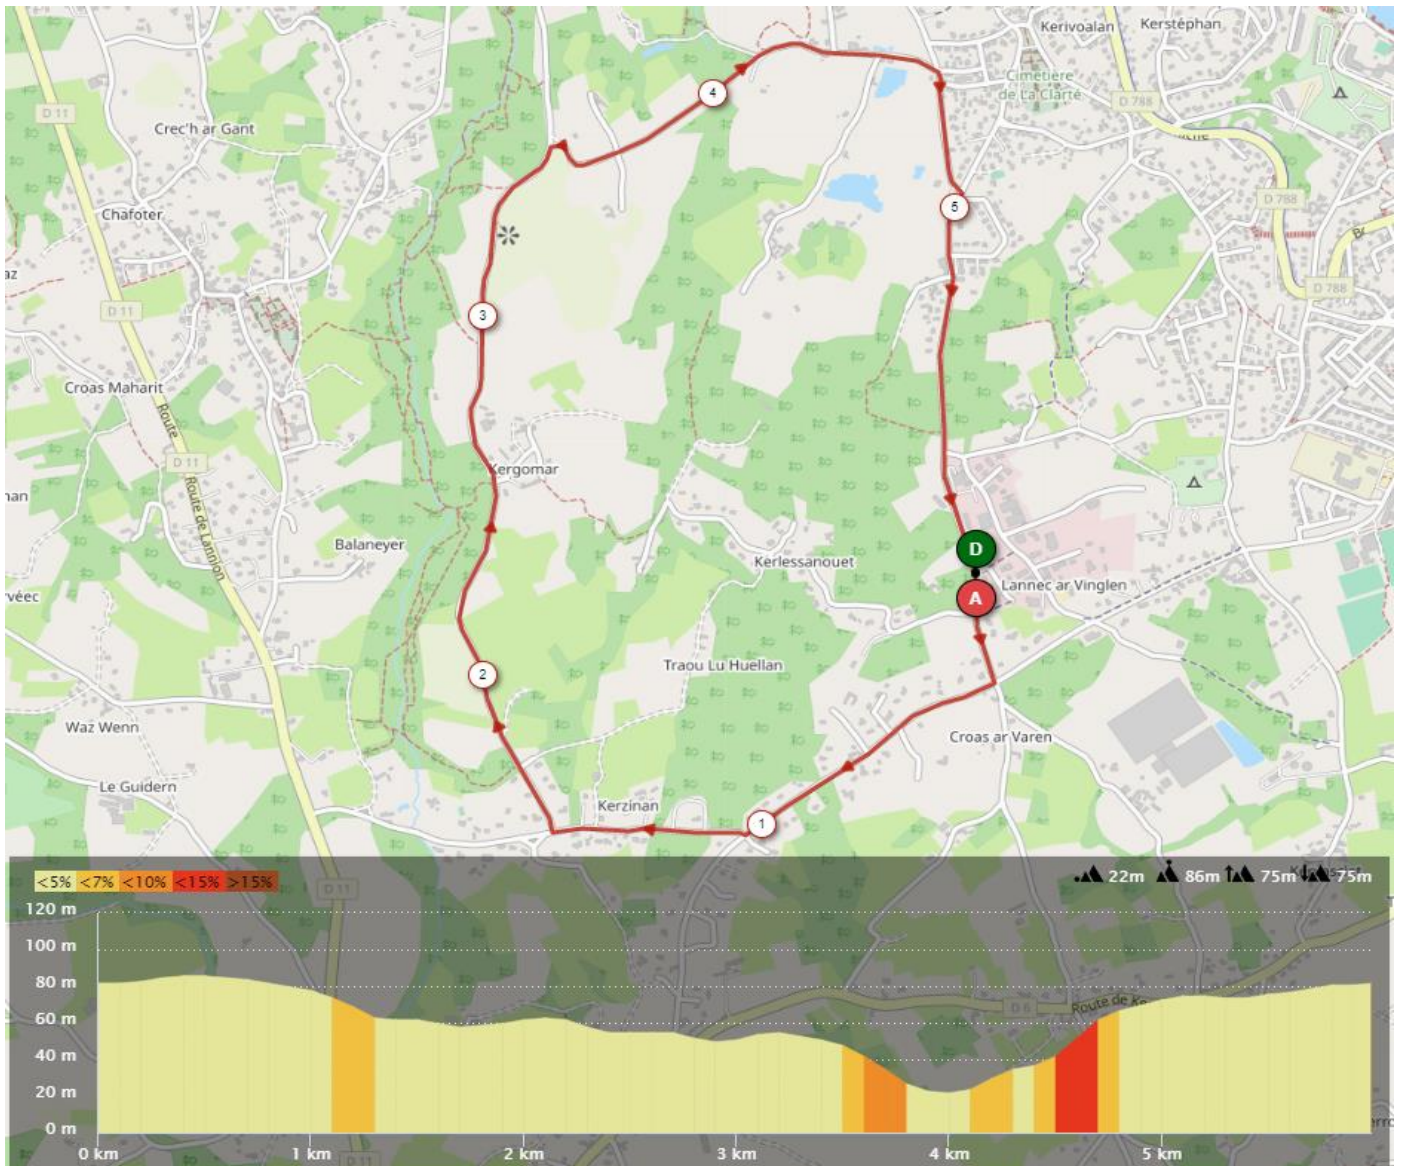 Kerivoalan
Kerstéphan
Cimetière
de La Clarté
D 11
D 788
4
Crec'h ar Gant
D 788
Chafoter
5
D 788
D 11
3
Croas Maharit
Route
D 11
Kergomar
Route de Lannion
Balaneyer
D
Kerlessanouet
Lannec ar Vinglen
A
Traou Lu Huellan
2
Waz Wenn
Croas ar Varen
Le Guidern
Kerzinan
1
<5% <7% <10% <15% >15%
22m 86m 75m 75m
D 11
120 m
100 m
80 m
60 m
D 6
40 m
20 m
0 m
0 km 1 km 2 km 3 km 4 km 5 km
D 11